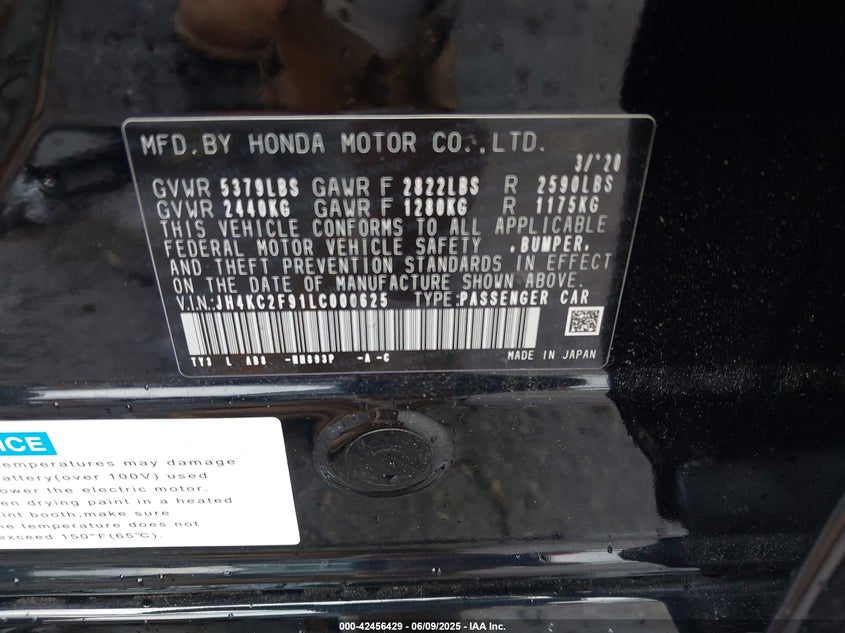 MFD. BY HONDA MOTOR CO.,LTD.
3/'20
GVWR 5379LBS GAWR F 2822LBS R 2590LBS
GVWR 2440KG GAWR F 1280KG R 1175KG
THIS VEHICLE CONFORMS TO ALL APPLICABLE
FEDERAL MOTOR VEHICLE SAFETY ,BUMPER,
AND THEFT PREVENTION STANDARDS IN EFFECT
ON THE DATE OF MANUFACTURE SHOWN ABOVE.
V.I.N.: JH4KC2F91LC000625 TYPE: PASSENGER CAR
TY3 L AB0 -NH893P -A -C
MADE IN JAPAN
ICE
temperatures may damage
attery(over 100V) used
ower the electric motor.
en drying paint in a heated
int booth,make sure
he temperature does not
exceed 150°F(65℃).
000-42456429 - 06/09/2025 - IAA Inc.